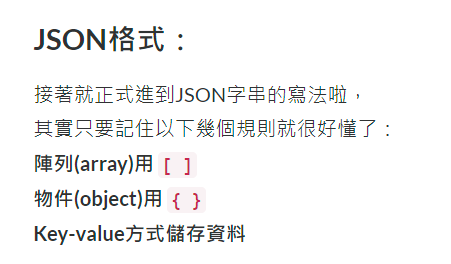 JSON格式：
接著就正式進到JSON字串的寫法啦，
其實只要記住以下幾個規則就很好懂了：
陣列(array)用 [ ]
物件(object)用 { }
Key-value方式儲存資料